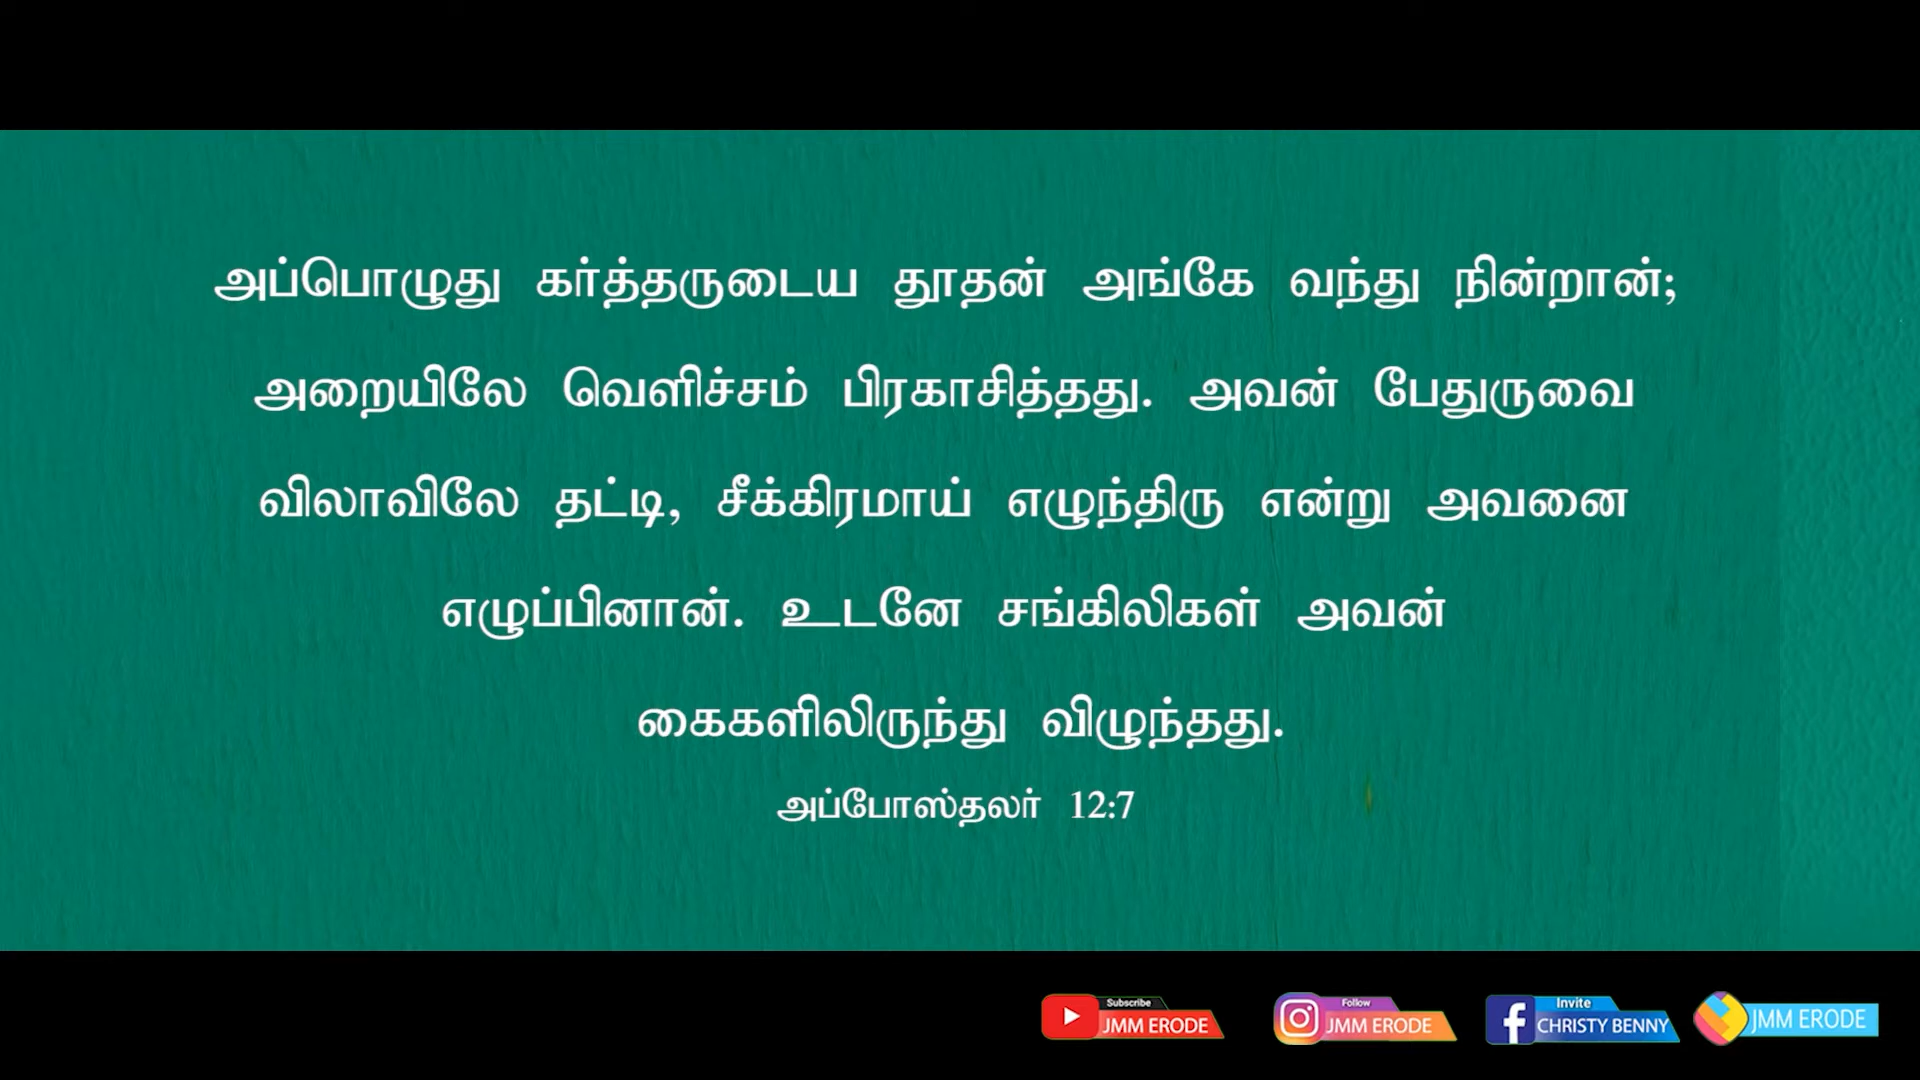 அப்பொழுது கர்த்தருடைய தூதன் அங்கே வந்து நின்றான்;
அறையிலே வெளிச்சம் பிரகாசித்தது. அவன் பேதுருவை
விலாவிலே தட்டி, சீக்கிரமாய் எழுந்திரு என்று அவனை
எழுப்பினான். உடனே சங்கிலிகள் அவன்
கைகளிலிருந்து விழுந்தது.
அப்போஸ்தலர் 12:7
Subscribe
JMM ERODE
Follow
JMM ERODE
Invite
CHRISTY BENNY
JMM ERODE